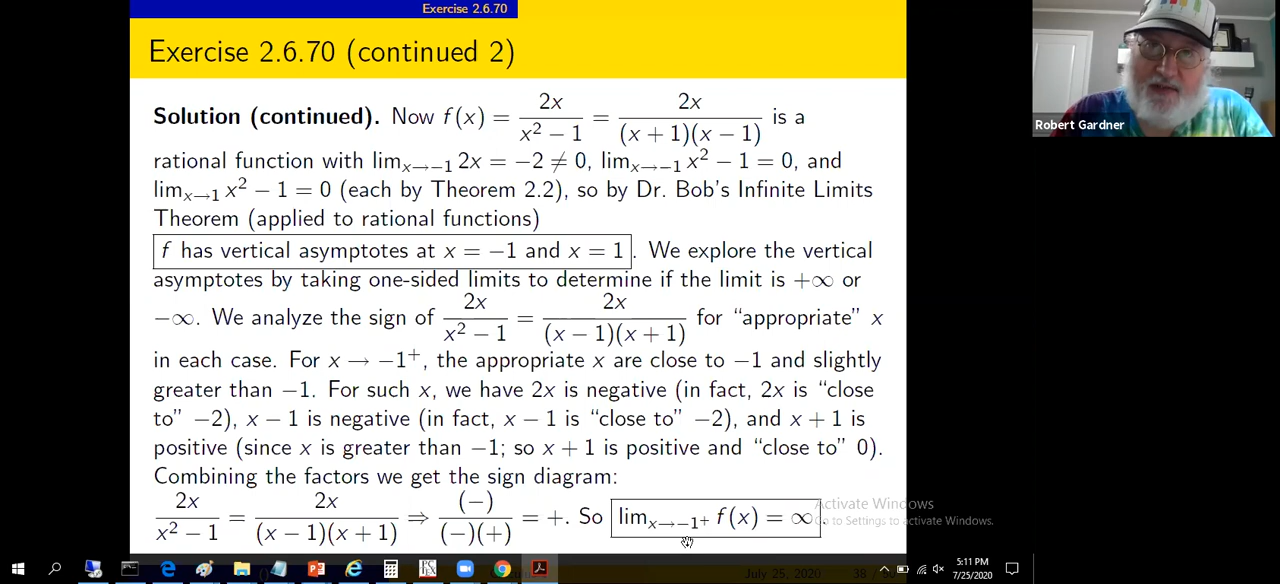 Exercise 2.6.70
Exercise 2.6.70 (continued 2)
Solution (continued). Now f(x) = 2x / (x² − 1) = 2x / ((x + 1)(x − 1)) is a
rational function with lim_{x→−1} 2x = −2 ≠ 0, lim_{x→−1} x² − 1 = 0, and
lim_{x→1} x² − 1 = 0 (each by Theorem 2.2), so by Dr. Bob's Infinite Limits
Theorem (applied to rational functions)
f has vertical asymptotes at x = −1 and x = 1. We explore the vertical
asymptotes by taking one-sided limits to determine if the limit is +∞ or
−∞. We analyze the sign of 2x / (x² − 1) = 2x / ((x − 1)(x + 1)) for “appropriate” x
in each case. For x → −1⁺, the appropriate x are close to −1 and slightly
greater than −1. For such x, we have 2x is negative (in fact, 2x is “close
to” −2), x − 1 is negative (in fact, x − 1 is “close to” −2), and x + 1 is
positive (since x is greater than −1; so x + 1 is positive and “close to” 0).
Combining the factors we get the sign diagram:
2x / (x² − 1) = 2x / ((x − 1)(x + 1)) ⇒ (−) / ((−)(+)) = +. So lim_{x→−1⁺} f(x) = ∞
Robert Gardner
Activate Windows
Go to Settings to activate Windows.
July 25, 2020
5:11 PM
7/25/2020